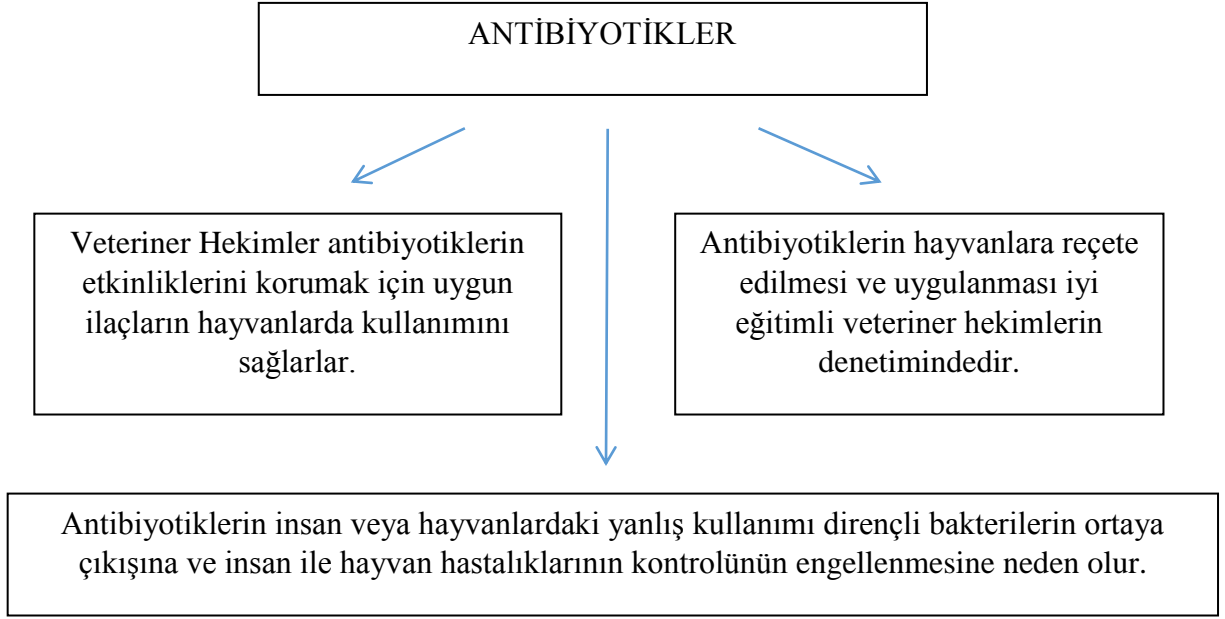 ANTİBİYOTİKLER
Veteriner Hekimler antibiyotiklerin
etkinliklerini korumak için uygun
ilaçların hayvanlarda kullanımını
sağlarlar.
Antibiyotiklerin hayvanlara reçete
edilmesi ve uygulanması iyi
eğitimli veteriner hekimlerin
denetimindedir.
Antibiyotiklerin insan veya hayvanlardaki yanlış kullanımı dirençli bakterilerin ortaya
çıkışına ve insan ile hayvan hastalıklarının kontrolünün engellenmesine neden olur.